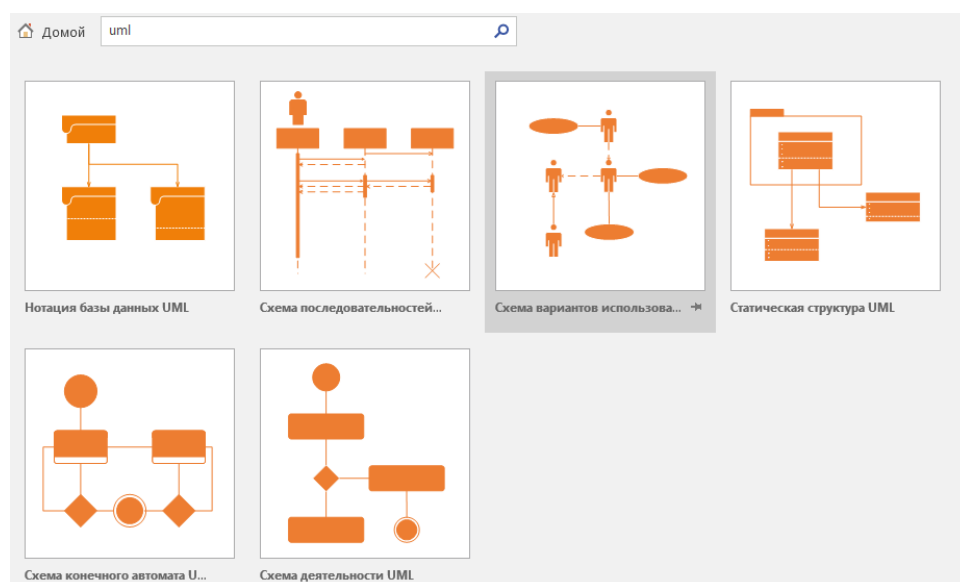 Домой uml
Нотация базы данных UML
Схема последовательностей...
Схема вариантов использова...
Статическая структура UML
Схема конечного автомата U...
Схема деятельности UML